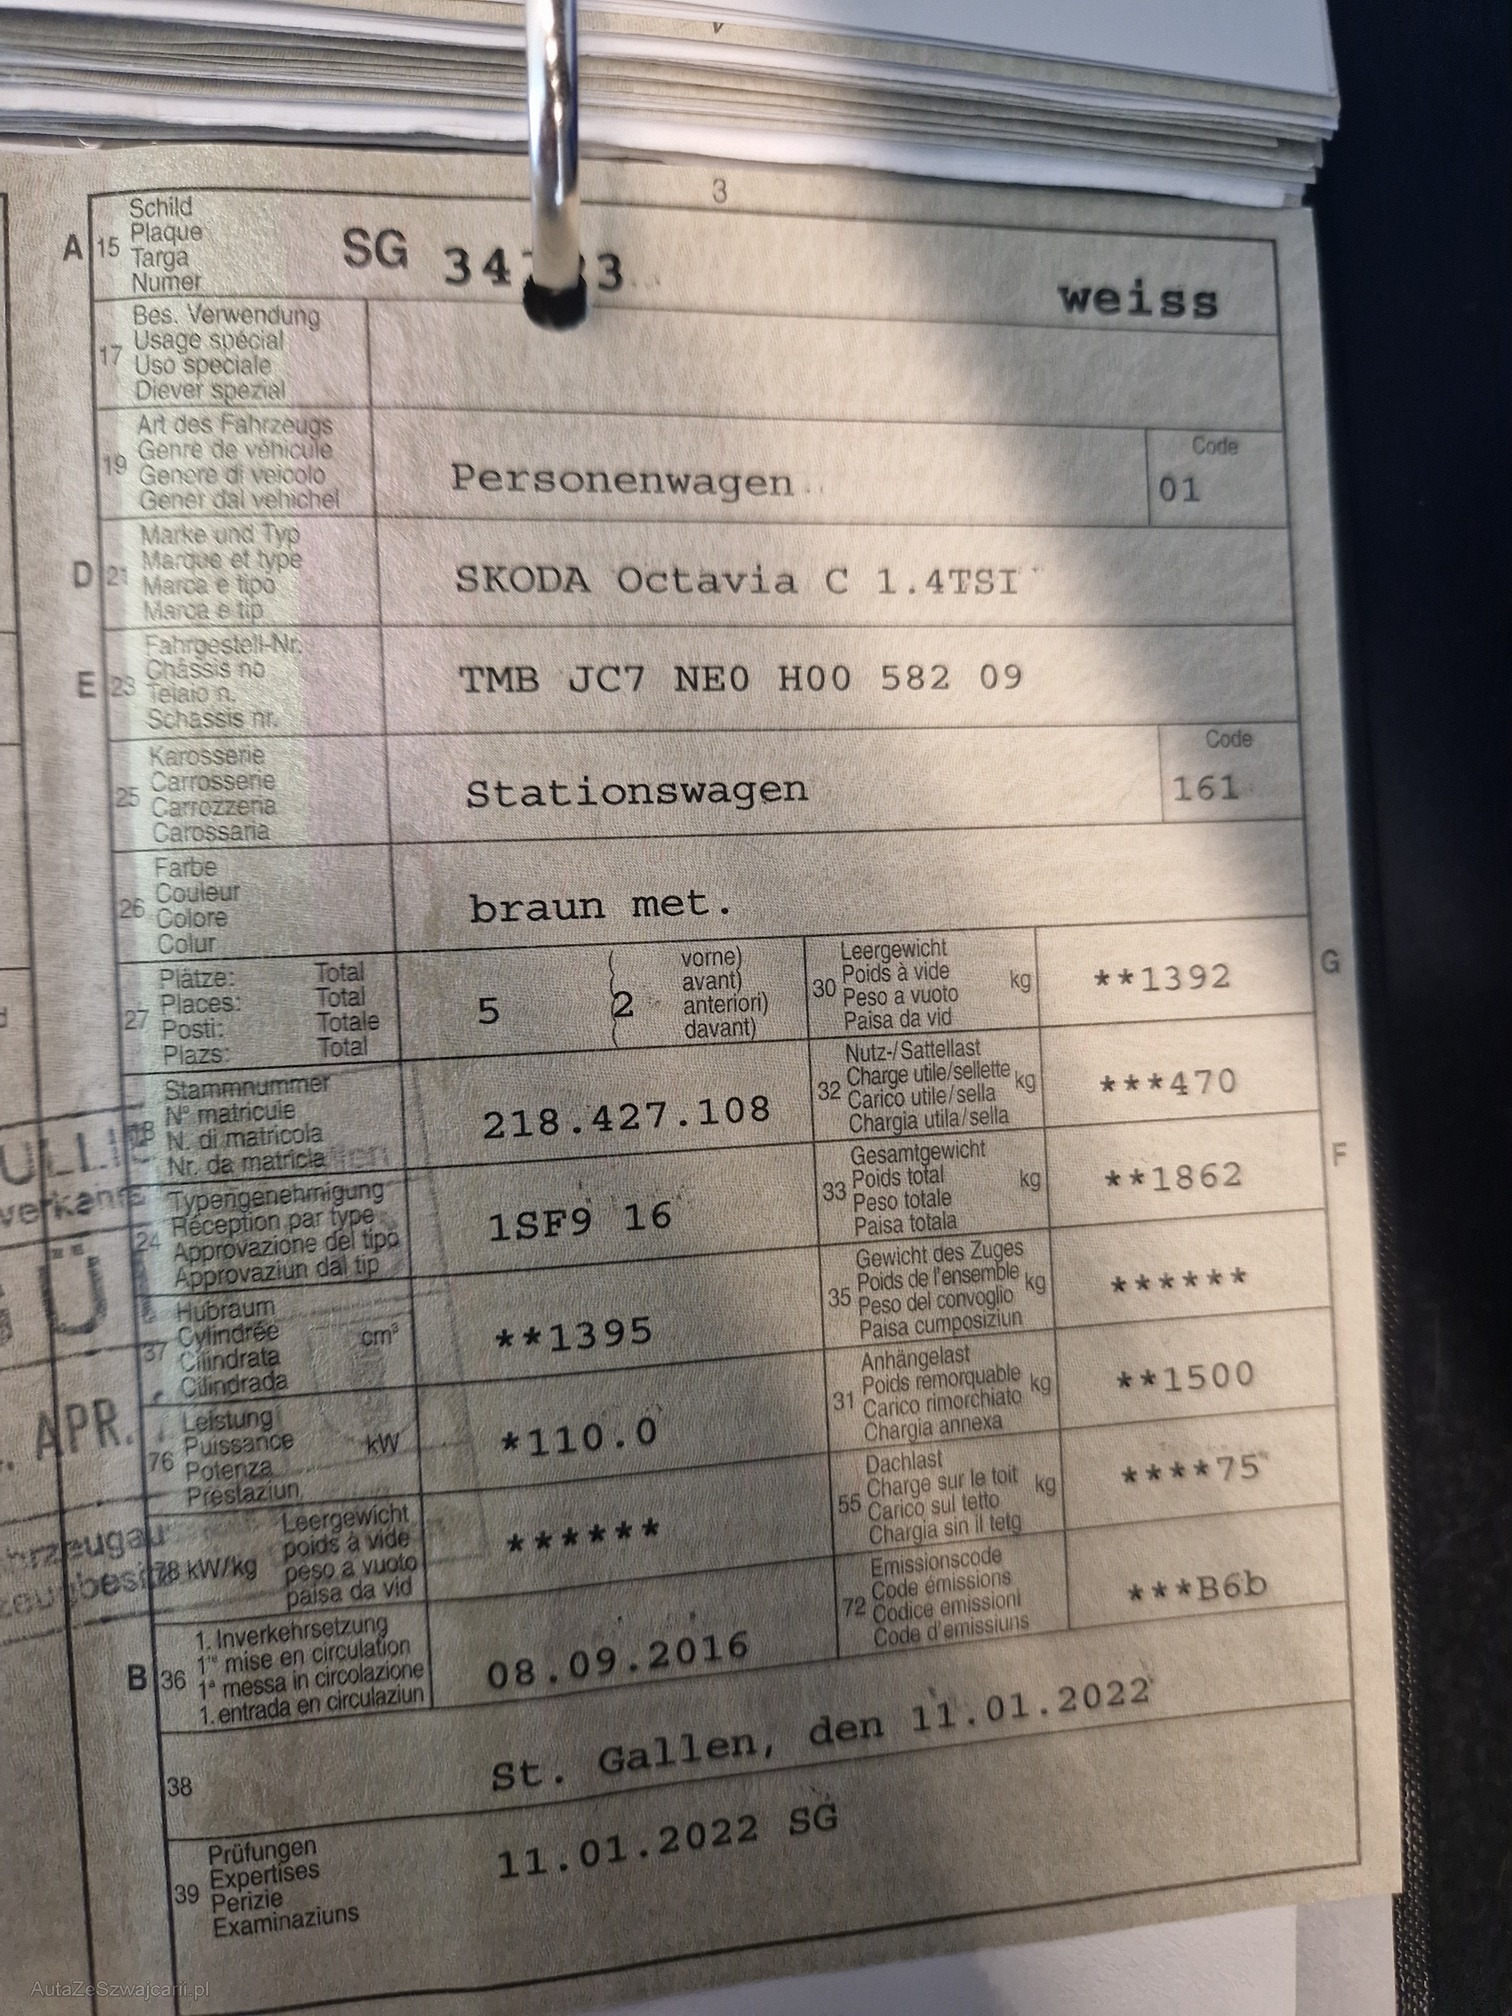 3
A 15 Schild
Plaque
Targa
Numer
SG 34 3 weiss
17 Bes. Verwendung
Usage spécial
Uso speciale
Diever spezial
19 Art des Fahrzeugs
Genre de véhicule
Genere di veicolo
Gener dal vehichel
Personenwagen
Code
01
D 21 Marke und Typ
Marque et type
Marca e tipo
Marca e tip
SKODA Octavia C 1.4TSI
E 23 Fahrgestell-Nr.
Châssis no
Telaio n.
Schassis nr.
TMB JC7 NE0 H00 582 09
25 Karosserie
Carrosserie
Carrozzeria
Carossaria
Stationswagen
Code
161
26 Farbe
Couleur
Colore
Colur
braun met.
27 Plätze: Total
Places: Total
Posti: Totale
Plazs: Total
5 2
vorne)
avant)
anteriori)
davant)
30 Leergewicht
Poids à vide kg
Peso a vuoto
Paisa da vid
**1392
G
18 Stammnummer
N° matricule
N. di matricola
Nr. da matricla
218.427.108
32 Nutz-/Sattellast
Charge utile/sellette kg
Carico utile/sella
Chargia utila/sella
***470
24 Typengenehmigung
Réception par type
Approvazione del tipo
Approvaziun dal tip
1SF9 16
33 Gesamtgewicht
Poids total kg
Peso totale
Paisa totala
**1862
F
37 Hubraum
Cylindrée cm³
Cilindrata
Cilindrada
**1395
35 Gewicht des Zuges
Poids de l'ensemble kg
Peso del convoglio
Paisa cumposiziun
******
76 Leistung
Puissance kW
Potenza
Prestaziun
*110.0
31 Anhängelast
Poids remorquable kg
Carico rimorchiato
Chargia annexa
**1500
78 kW/kg Leergewicht
poids à vide
peso a vuoto
paisa da vid
******
55 Dachlast
Charge sur le toit kg
Carico sul tetto
Chargia sin il tetg
****75
B 36 1. Inverkehrsetzung
1re mise en circulation
1a messa in circolazione
1. entrada en circulaziun
08.09.2016
72 Emissionscode
Code émissions
Codice emissioni
Code d'emissiuns
***B6b
38
St. Gallen, den 11.01.2022
39 Prüfungen
Expertises
Perizie
Examinaziuns
11.01.2022 SG
APR.
AutaZeSzwajcarii.pl